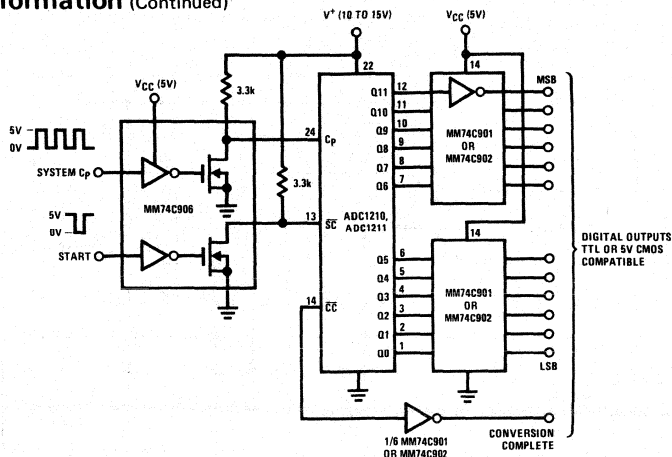 formation (Continued)
V+ (10 TO 15V)
VCC (5V)
22
14
VCC (5V)
3.3k
Q11 12
MSB
Q10 11
Q9 10
Q8 9
Q7 8
Q6 7
MM74C901
OR
MM74C902
5V
0V
24 CP
SYSTEM CP
3.3k
MM74C906
5V
0V
13 SC
ADC1210,
ADC1211
START
14
DIGITAL OUTPUTS
TTL OR 5V CMOS
COMPATIBLE
Q5 6
Q4 5
Q3 4
Q2 3
Q1 2
Q0 1
MM74C901
OR
MM74C902
14 CC
LSB
CONVERSION
COMPLETE
1/6 MM74C901
OR MM74C902